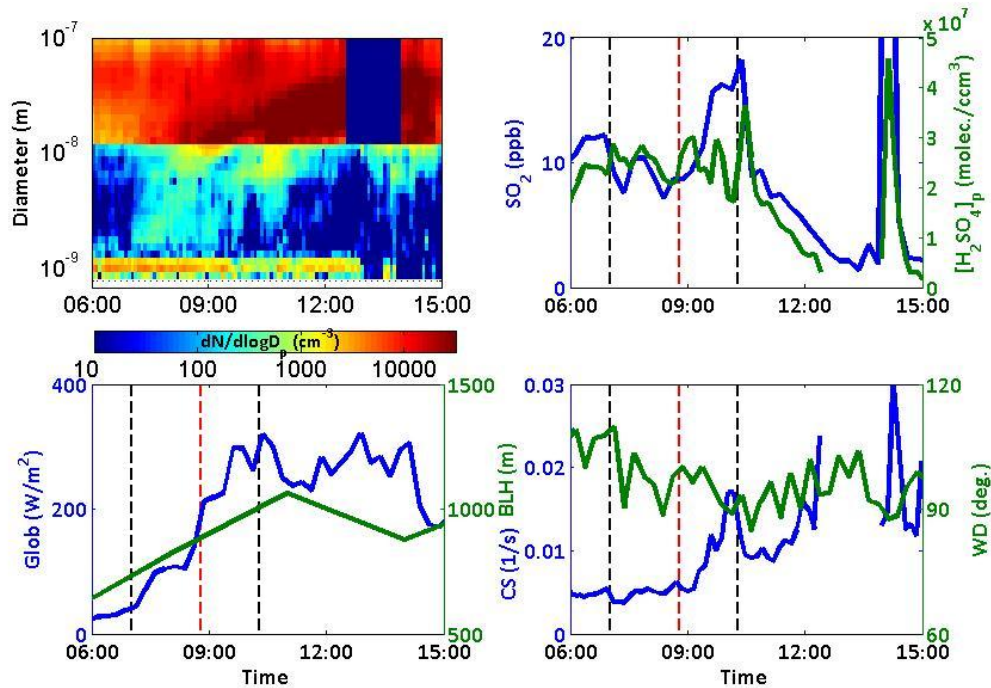 10^-7
10^-8
10^-9
Diameter (m)
06:00 09:00 12:00 15:00
dN/dlogD_p (cm^-3)
10 100 1000 10000
20
10
0
SO_2 (ppb)
x 10^7
5
4
3
2
1
0
[H_2SO_4]_p (molec./ccm^3)
06:00 09:00 12:00 15:00
400
200
0
Glob (W/m^2)
1500
1000
500
BLH (m)
06:00 09:00 12:00 15:00
Time
0.03
0.02
0.01
0
CS (1/s)
120
90
60
WD (deg.)
06:00 09:00 12:00 15:00
Time